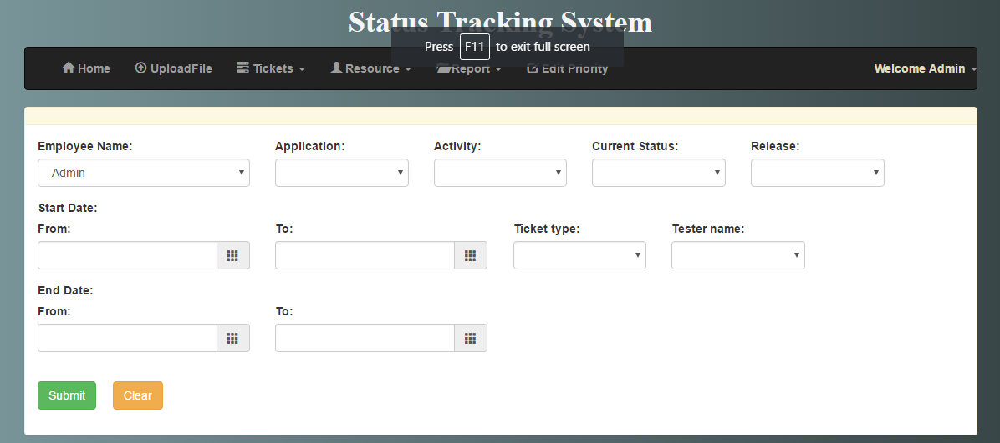 Status Tracking System
Press F11 to exit full screen
Home UploadFile Tickets Resource Report Edit Priority Welcome Admin
Employee Name: Application: Activity: Current Status: Release:
Admin
Start Date:
From: To: Ticket type: Tester name:
End Date:
From: To:
Submit Clear